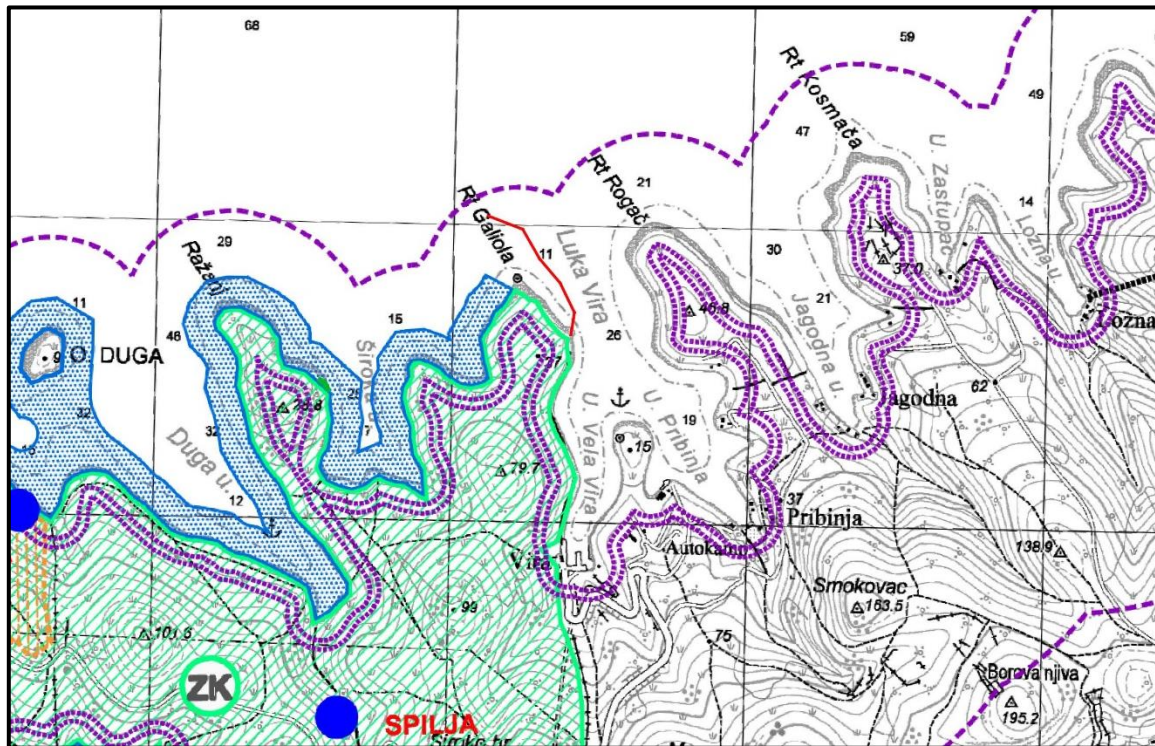 68
59
49
Rt Kosmača
47
Rt Rogač
21
U. Zastupac
14
Ložna u.
Rt Galiola
30
29
Ražanj
11
Luka Vira
37.0
11
15
21
46.8
48
26
Jagodna u.
Ložna
9
DUGA
Široka u.
25
77
62
28.8
Jagodna
32
32
7
19
U. Pribinja
15
79.7
U. Vela Vira
Duga u.
12
37
Pribinja
Autokamp
138.9
Vira
Smokovac
163.5
99
75
ZK
Borova njiva
195.2
SPILJA